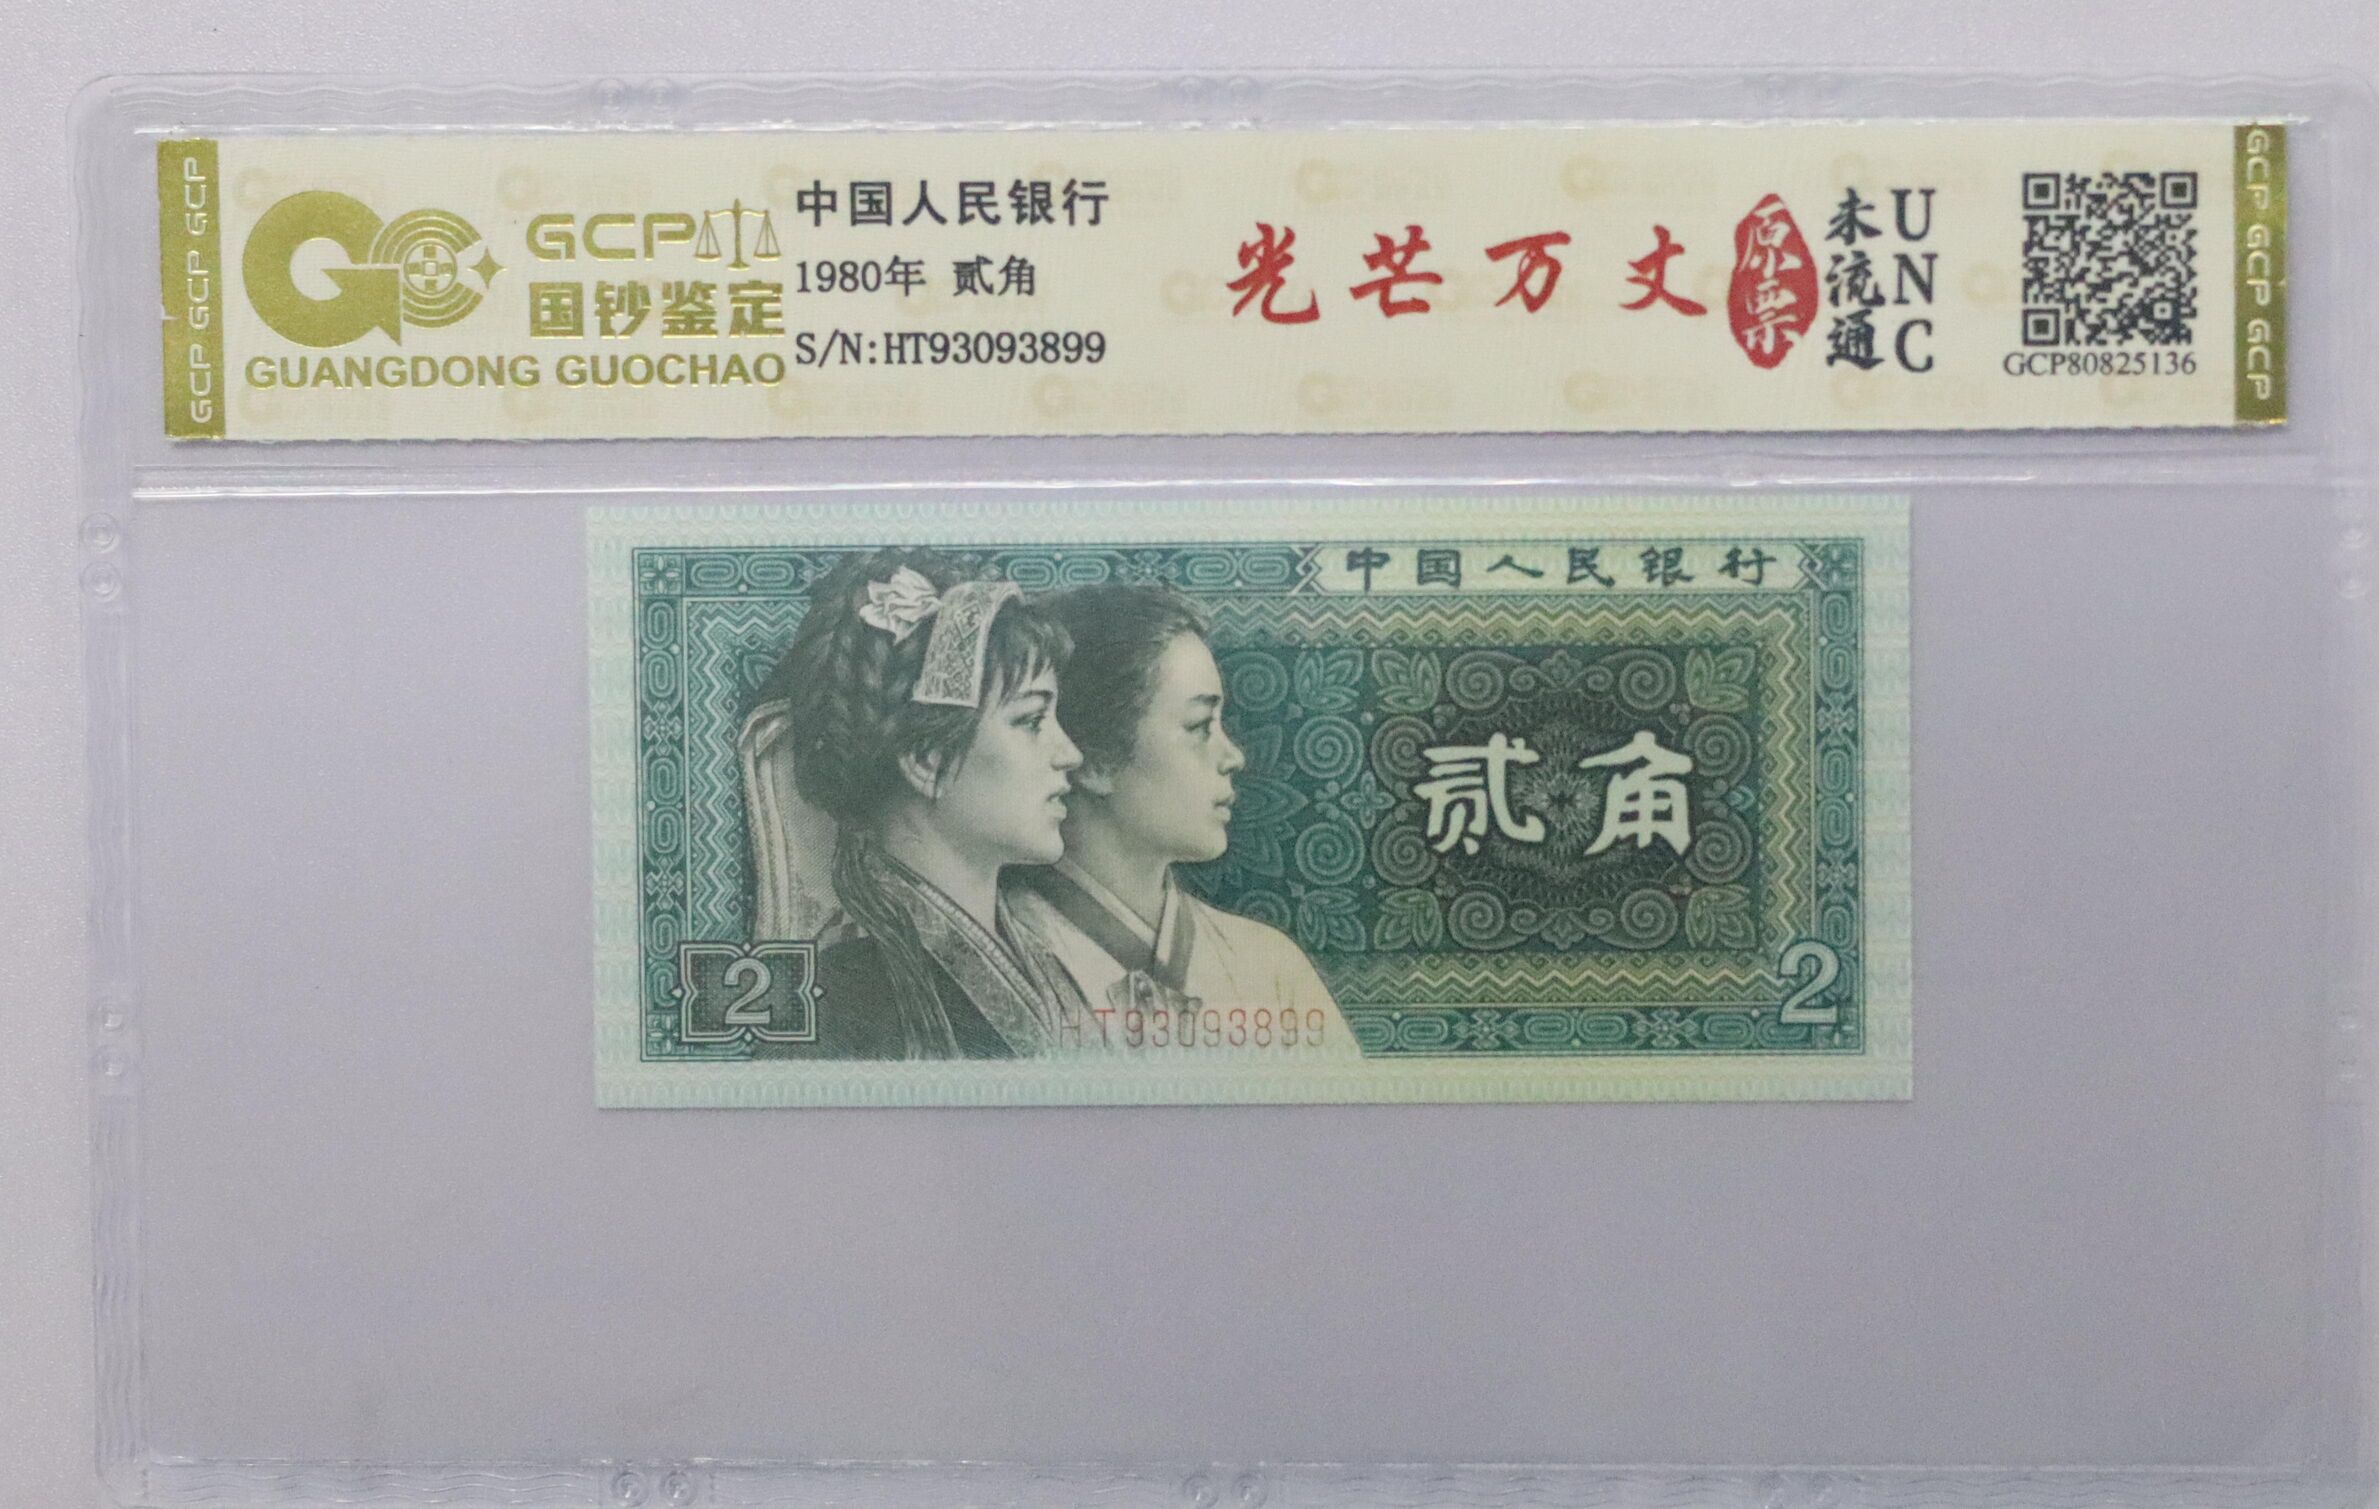 GCP GCP GCP
GCP
国钞鉴定
GUANGDONG GUOCHAO
中国人民银行
1980年 贰角
S/N:HT93093899
光芒万丈
原票
未流通
UNC
GCP80825136
GCP GCP GCP
中国人民银行
贰角
2
2
HT93093899